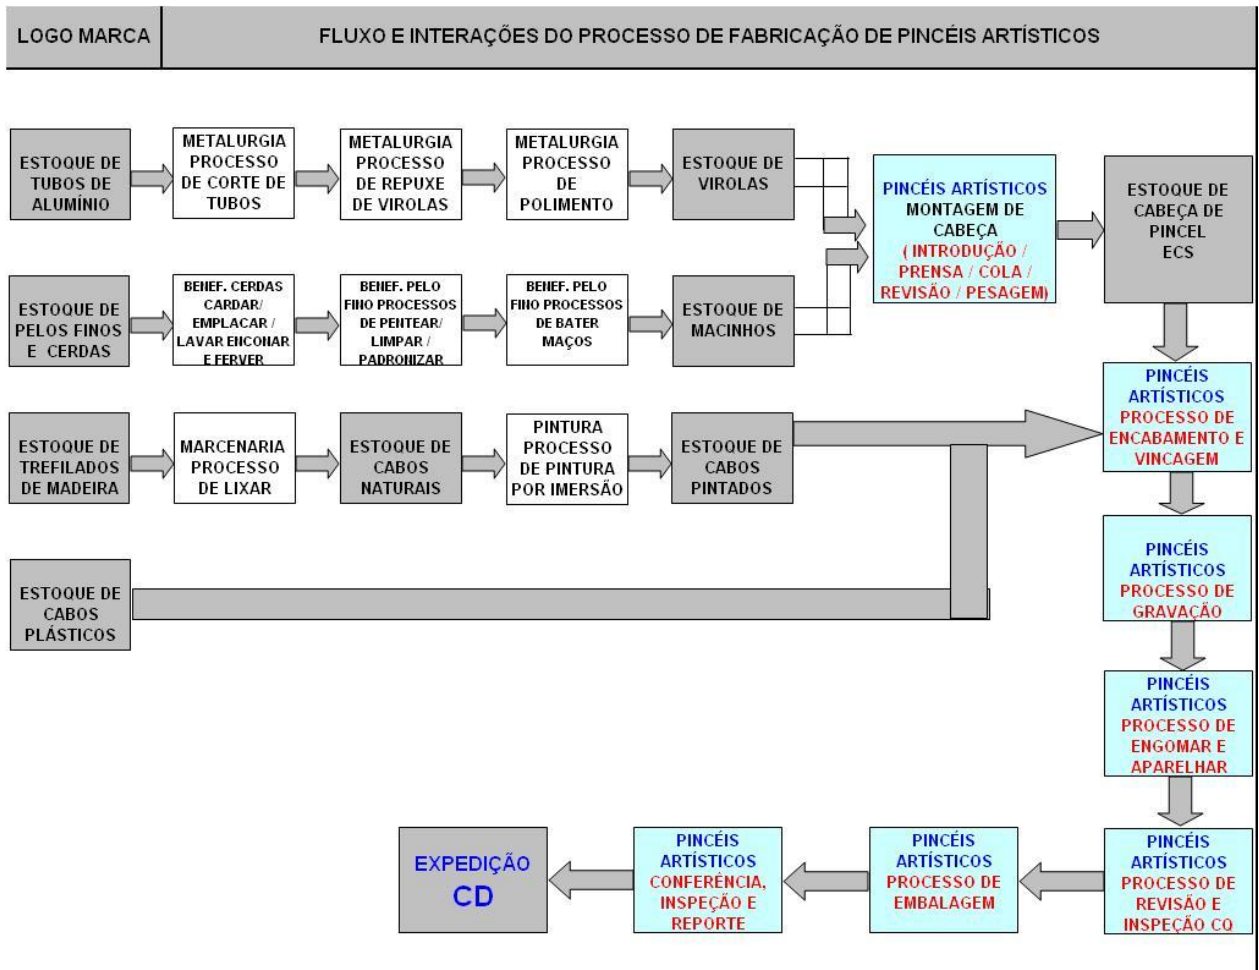 LOGO MARCA
FLUXO E INTERAÇÕES DO PROCESSO DE FABRICAÇÃO DE PINCÉIS ARTÍSTICOS
ESTOQUE DE
TUBOS DE
ALUMÍNIO
METALURGIA
PROCESSO
DE CORTE DE
TUBOS
METALURGIA
PROCESSO
DE REPUXE
DE VIROLAS
METALURGIA
PROCESSO
DE
POLIMENTO
ESTOQUE DE
VIROLAS
PINCÉIS ARTÍSTICOS
MONTAGEM DE
CABEÇA
( INTRODUÇÃO /
PRENSA / COLA /
REVISÃO / PESAGEM)
ESTOQUE DE
CABEÇA DE
PINCEL
ECS
ESTOQUE DE
PELOS FINOS
E CERDAS
BENEF. CERDAS
CARDAR/
EMPLACAR /
LAVAR ENCONAR
E FERVER
BENEF. PELO
FINO PROCESSOS
DE PENTEAR/
LIMPAR /
PADRONIZAR
BENEF. PELO
FINO PROCESSOS
DE BATER
MAÇOS
ESTOQUE DE
MACINHOS
PINCÉIS
ARTÍSTICOS
PROCESSO DE
ENCABAMENTO E
VINCAGEM
ESTOQUE DE
TREFILADOS
DE MADEIRA
MARCENARIA
PROCESSO
DE LIXAR
ESTOQUE DE
CABOS
NATURAIS
PINTURA
PROCESSO
DE PINTURA
POR IMERSÃO
ESTOQUE DE
CABOS
PINTADOS
PINCÉIS
ARTÍSTICOS
PROCESSO DE
GRAVAÇÃO
ESTOQUE DE
CABOS
PLÁSTICOS
PINCÉIS
ARTÍSTICOS
PROCESSO DE
ENGOMAR E
APARELHAR
EXPEDIÇÃO
CD
PINCÉIS
ARTÍSTICOS
CONFERÊNCIA,
INSPEÇÃO E
REPORTE
PINCÉIS
ARTÍSTICOS
PROCESSO DE
EMBALAGEM
PINCÉIS
ARTÍSTICOS
PROCESSO DE
REVISÃO E
INSPEÇÃO CQ